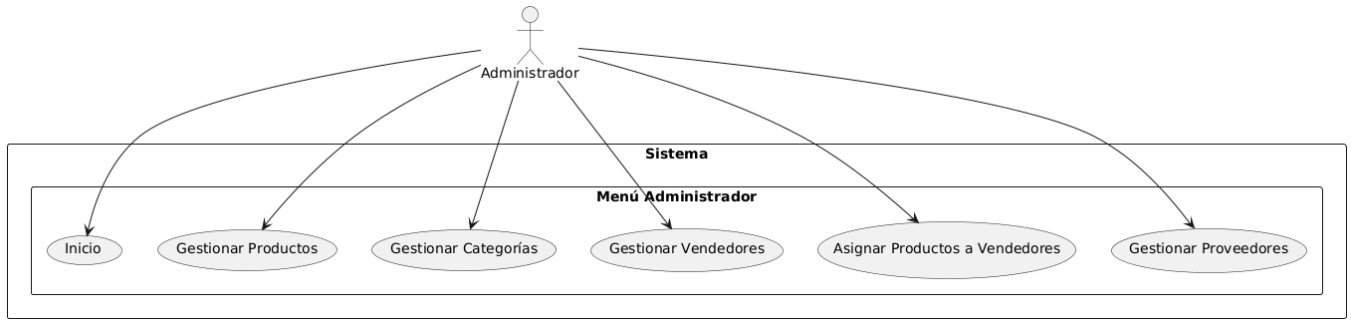 Administrador
Sistema
Menú Administrador
Inicio
Gestionar Productos
Gestionar Categorías
Gestionar Vendedores
Asignar Productos a Vendedores
Gestionar Proveedores